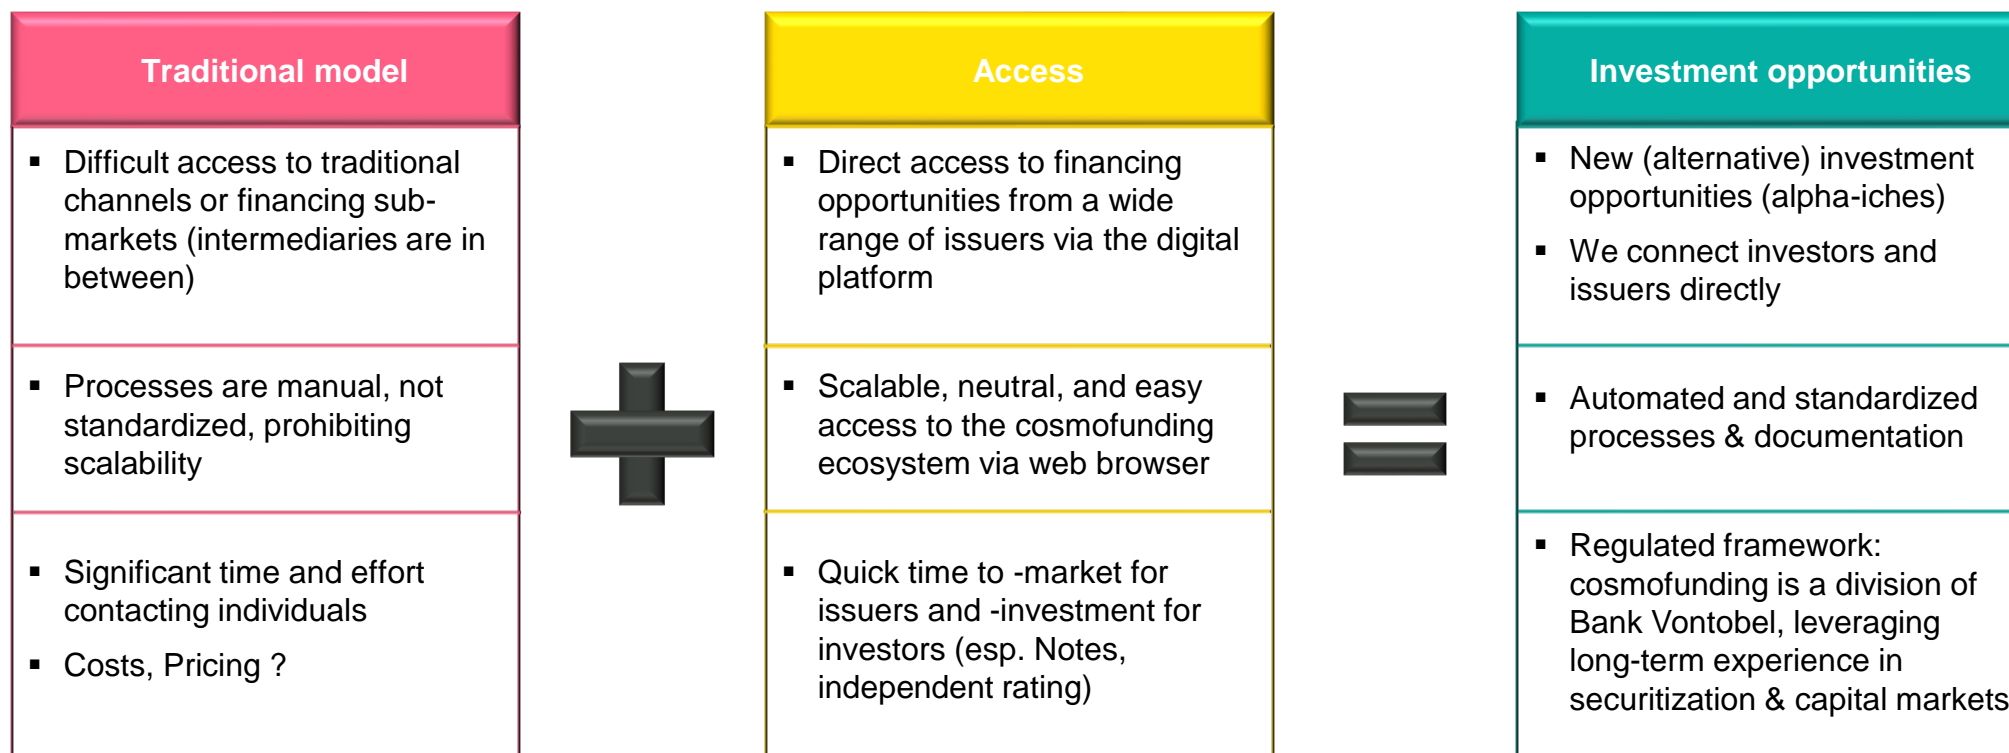 Traditional model
▪ Difficult access to traditional
channels or financing sub-
markets (intermediaries are in
between)
▪ Processes are manual, not
standardized, prohibiting
scalability
▪ Significant time and effort
contacting individuals
▪ Costs, Pricing ?
Access
▪ Direct access to financing
opportunities from a wide
range of issuers via the digital
platform
▪ Scalable, neutral, and easy
access to the cosmofunding
ecosystem via web browser
▪ Quick time to -market for
issuers and -investment for
investors (esp. Notes,
independent rating)
Investment opportunities
▪ New (alternative) investment
opportunities (alpha-iches)
▪ We connect investors and
issuers directly
▪ Automated and standardized
processes & documentation
▪ Regulated framework:
cosmofunding is a division of
Bank Vontobel, leveraging
long-term experience in
securitization & capital markets